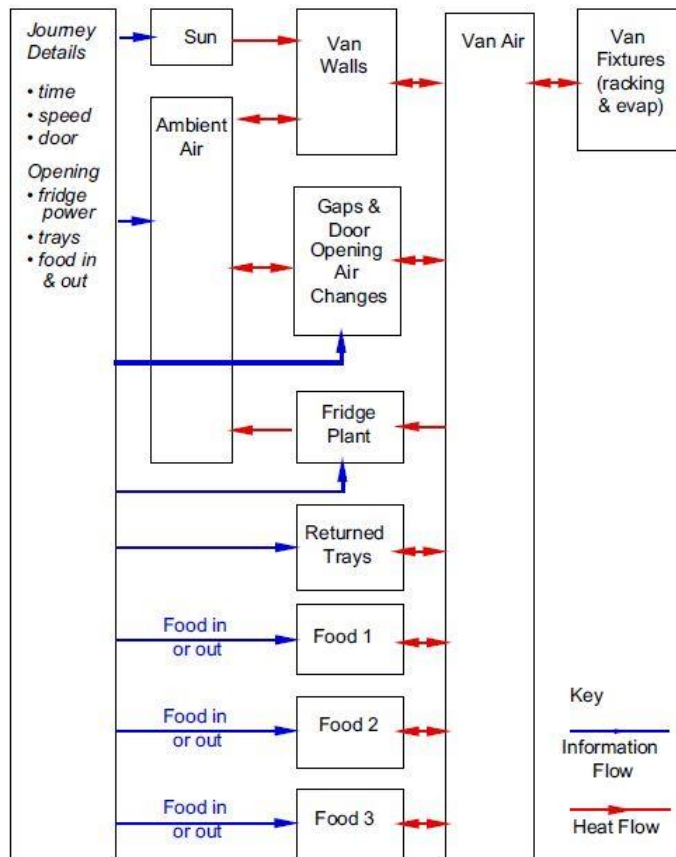 Journey
Details
• time
• speed
• door
Opening
• fridge
power
• trays
• food in
& out
Sun
Van
Walls
Van Air
Van
Fixtures
(racking
& evap)
Ambient
Air
Gaps &
Door
Opening
Air
Changes
Fridge
Plant
Returned
Trays
Food in
or out
Food 1
Food in
or out
Food 2
Food in
or out
Food 3
Key
Information
Flow
Heat Flow